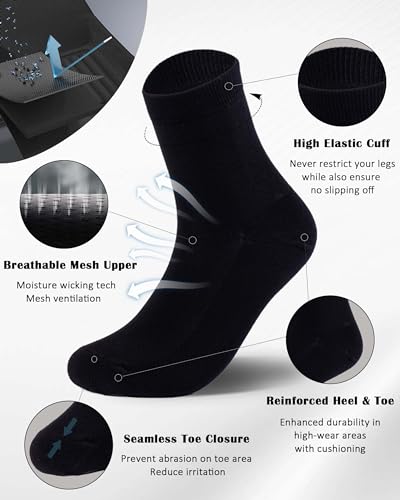 High Elastic Cuff
Never restrict your legs
while also ensure
no slipping off
Breathable Mesh Upper
Moisture wicking tech
Mesh ventilation
Reinforced Heel & Toe
Enhanced durability in
high-wear areas
with cushioning
Seamless Toe Closure
Prevent abrasion on toe area
Reduce irritation